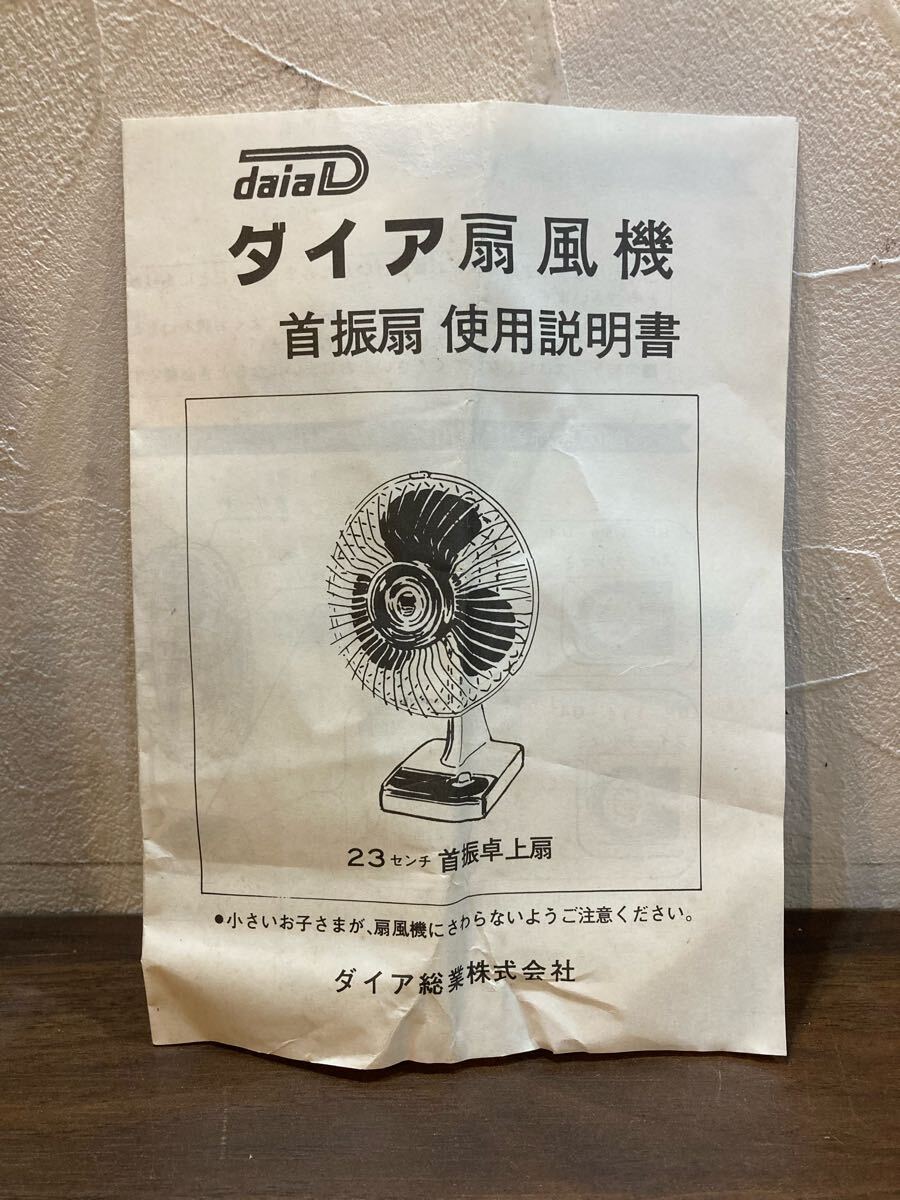 daia D
ダイア扇風機
首振扇 使用説明書
23センチ 首振卓上扇
●小さいお子さまが、扇風機にさわらないようご注意ください。
ダイア総業株式会社